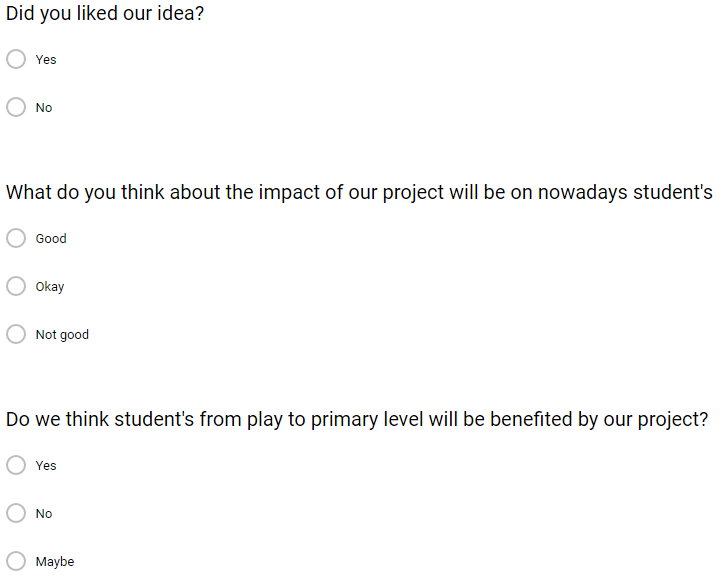 Did you liked our idea?
Yes
No
What do you think about the impact of our project will be on nowadays student's
Good
Okay
Not good
Do we think student's from play to primary level will be benefited by our project?
Yes
No
Maybe